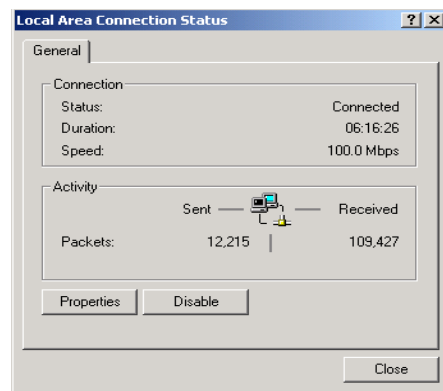 Local Area Connection Status
General
Connection
Status: Connected
Duration: 06:16:26
Speed: 100.0 Mbps
Activity
Sent Received
Packets: 12,215 109,427
Properties Disable
Close